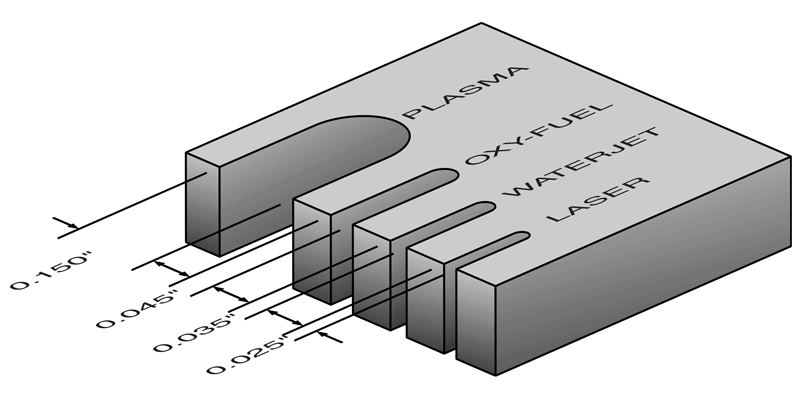 PLASMA
OXY-FUEL
WATERJET
LASER
0.150"
0.045"
0.035"
0.025"